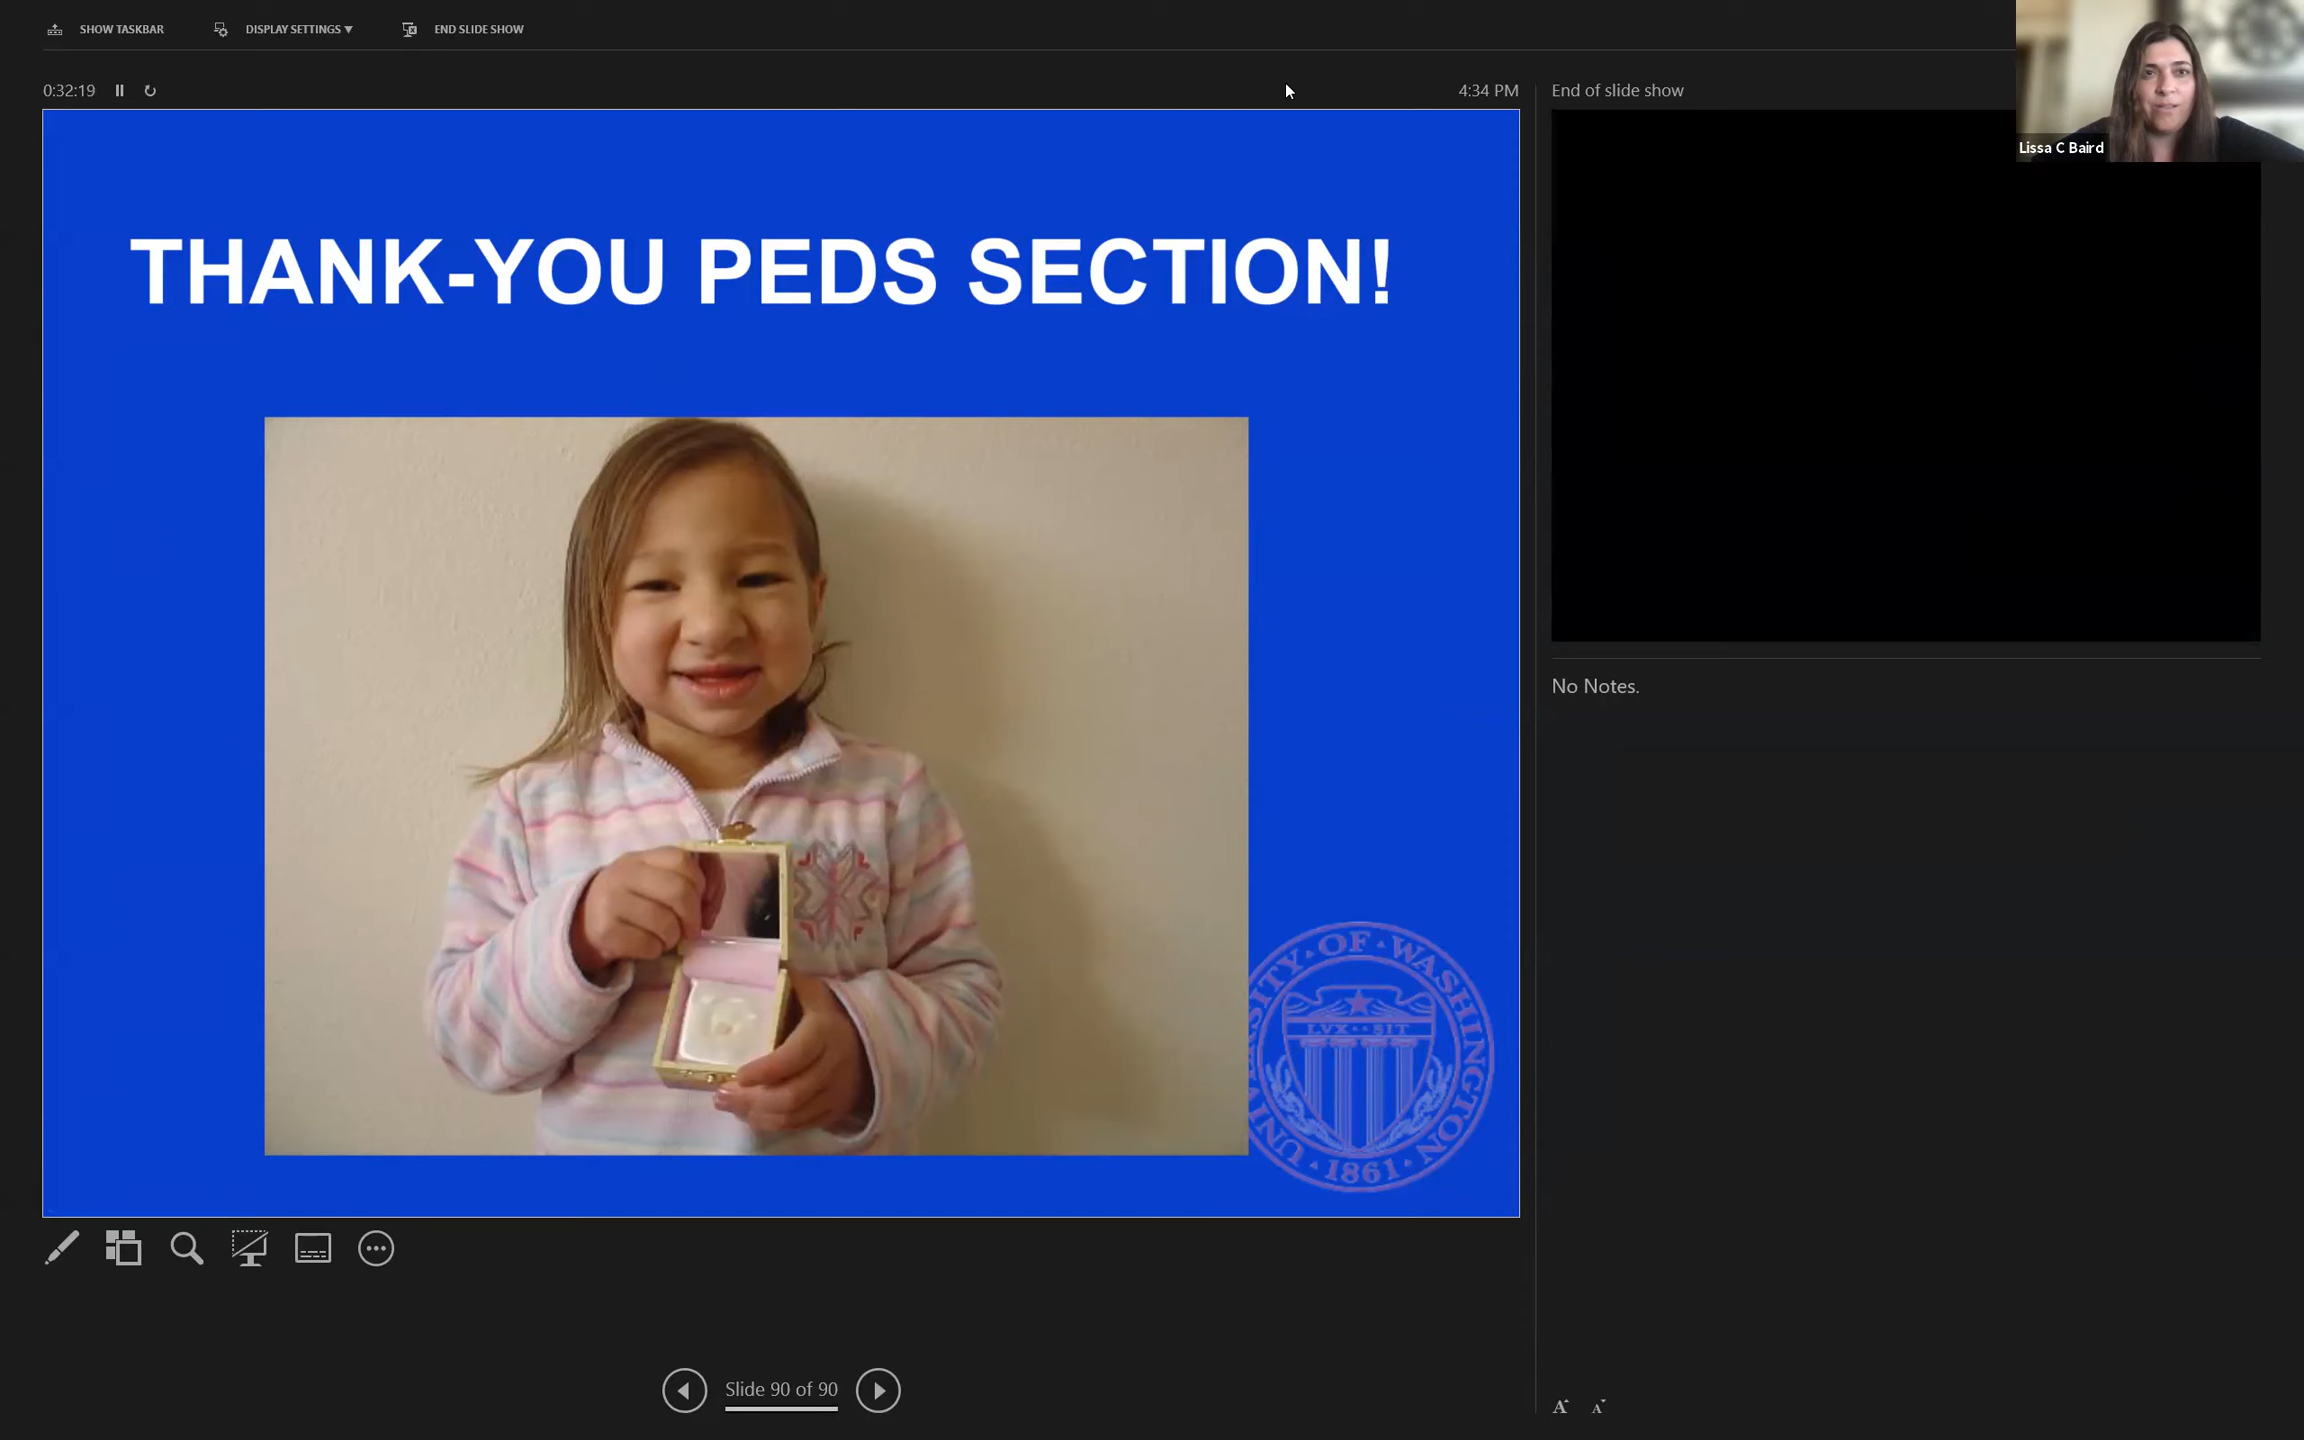 SHOW TASKBAR
DISPLAY SETTINGS ▼
END SLIDE SHOW
0:32:19
4:34 PM
End of slide show
Lissa C Baird
THANK-YOU PEDS SECTION!
No Notes.
UNIVERSITY · OF · WASHINGTON
LVX · SIT
· 1861 ·
Slide 90 of 90
A A